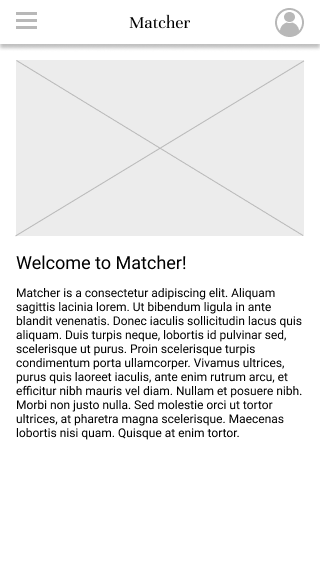 Matcher
Welcome to Matcher!
Matcher is a consectetur adipiscing elit. Aliquam
sagittis lacinia lorem. Ut bibendum ligula in ante
blandit venenatis. Donec iaculis sollicitudin lacus quis
aliquam. Duis turpis neque, lobortis id pulvinar sed,
scelerisque ut purus. Proin scelerisque turpis
condimentum porta ullamcorper. Vivamus ultrices,
purus quis laoreet iaculis, ante enim rutrum arcu, et
efficitur nibh mauris vel diam. Nullam et posuere nibh.
Morbi non justo nulla. Sed molestie orci ut tortor
ultrices, at pharetra magna scelerisque. Maecenas
lobortis nisi quam. Quisque at enim tortor.